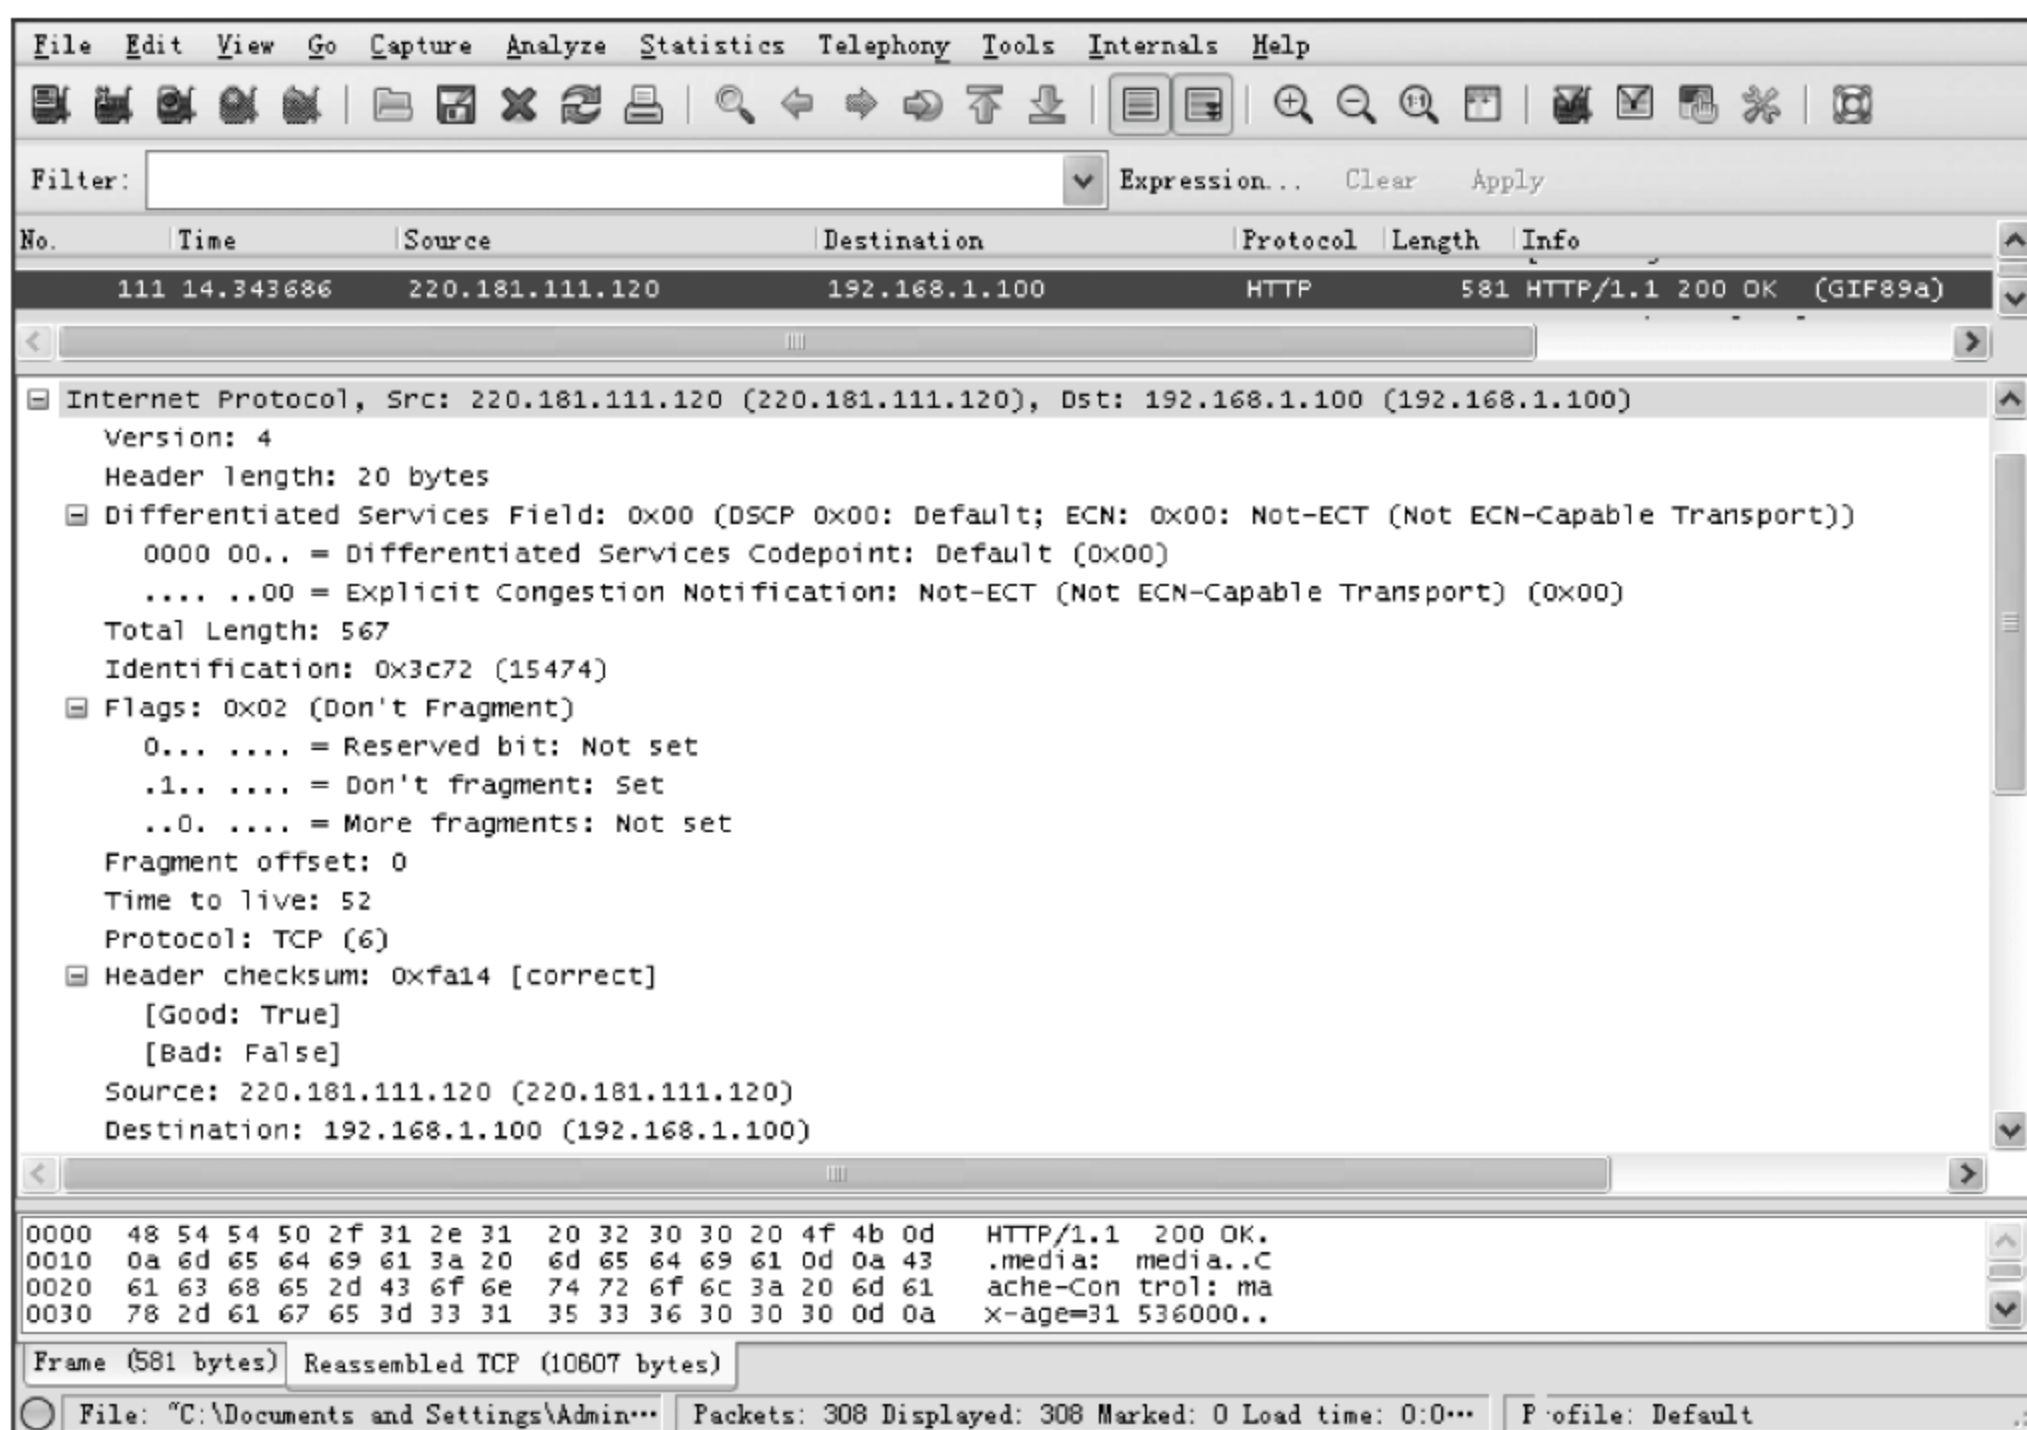 File Edit View Go Capture Analyze Statistics Telephony Tools Internals Help
Filter: Expression... Clear Apply
No. Time Source Destination Protocol Length Info
111 14.343686 220.181.111.120 192.168.1.100 HTTP 581 HTTP/1.1 200 OK (GIF89a)
Internet Protocol, Src: 220.181.111.120 (220.181.111.120), Dst: 192.168.1.100 (192.168.1.100)
Version: 4
Header length: 20 bytes
Differentiated Services Field: 0x00 (DSCP 0x00: Default; ECN: 0x00: Not-ECT (Not ECN-Capable Transport))
0000 00.. = Differentiated Services Codepoint: Default (0x00)
.... ..00 = Explicit Congestion Notification: Not-ECT (Not ECN-Capable Transport) (0x00)
Total Length: 567
Identification: 0x3c72 (15474)
Flags: 0x02 (Don't Fragment)
0... .... = Reserved bit: Not set
.1.. .... = Don't fragment: Set
..0. .... = More fragments: Not set
Fragment offset: 0
Time to live: 52
Protocol: TCP (6)
Header checksum: 0xfa14 [correct]
[Good: True]
[Bad: False]
Source: 220.181.111.120 (220.181.111.120)
Destination: 192.168.1.100 (192.168.1.100)
0000 48 54 54 50 2f 31 2e 31 20 32 30 30 20 4f 4b 0d HTTP/1.1 200 OK.
0010 0a 6d 65 64 69 61 3a 20 6d 65 64 69 61 0d 0a 43 .media: media..C
0020 61 63 68 65 2d 43 6f 6e 74 72 6f 6c 3a 20 6d 61 ache-Con trol: ma
0030 78 2d 61 67 65 3d 33 31 35 33 36 30 30 30 0d 0a x-age=31 536000..
Frame (581 bytes) Reassembled TCP (10607 bytes)
File: "C:\Documents and Settings\Admin... Packets: 308 Displayed: 308 Marked: 0 Load time: 0:0... P ofile: Default